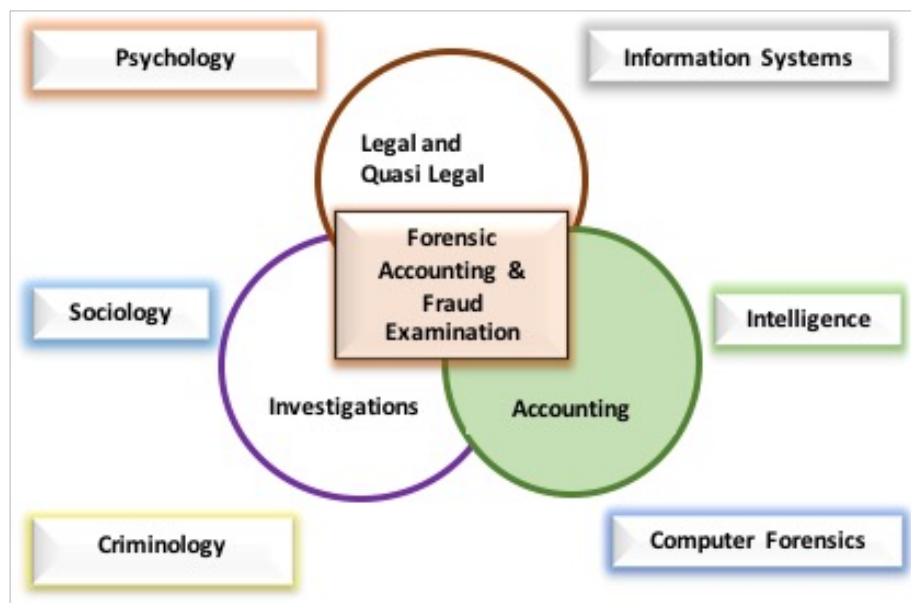 Psychology
Information Systems
Legal and
Quasi Legal
Forensic
Accounting &
Fraud
Examination
Sociology
Intelligence
Investigations
Accounting
Criminology
Computer Forensics